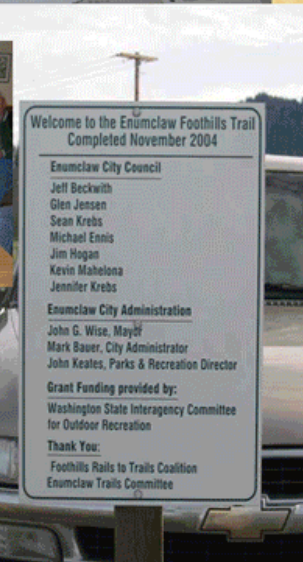 Welcome to the Enumclaw Foothills Trail
Completed November 2004
Enumclaw City Council
Jeff Beckwith
Glen Jensen
Sean Krebs
Michael Ennis
Jim Hogan
Kevin Mahelona
Jennifer Krebs
Enumclaw City Administration
John G. Wise, Mayor
Mark Bauer, City Administrator
John Keates, Parks & Recreation Director
Grant Funding provided by:
Washington State Interagency Committee
for Outdoor Recreation
Thank You:
Foothills Rails to Trails Coalition
Enumclaw Trails Committee